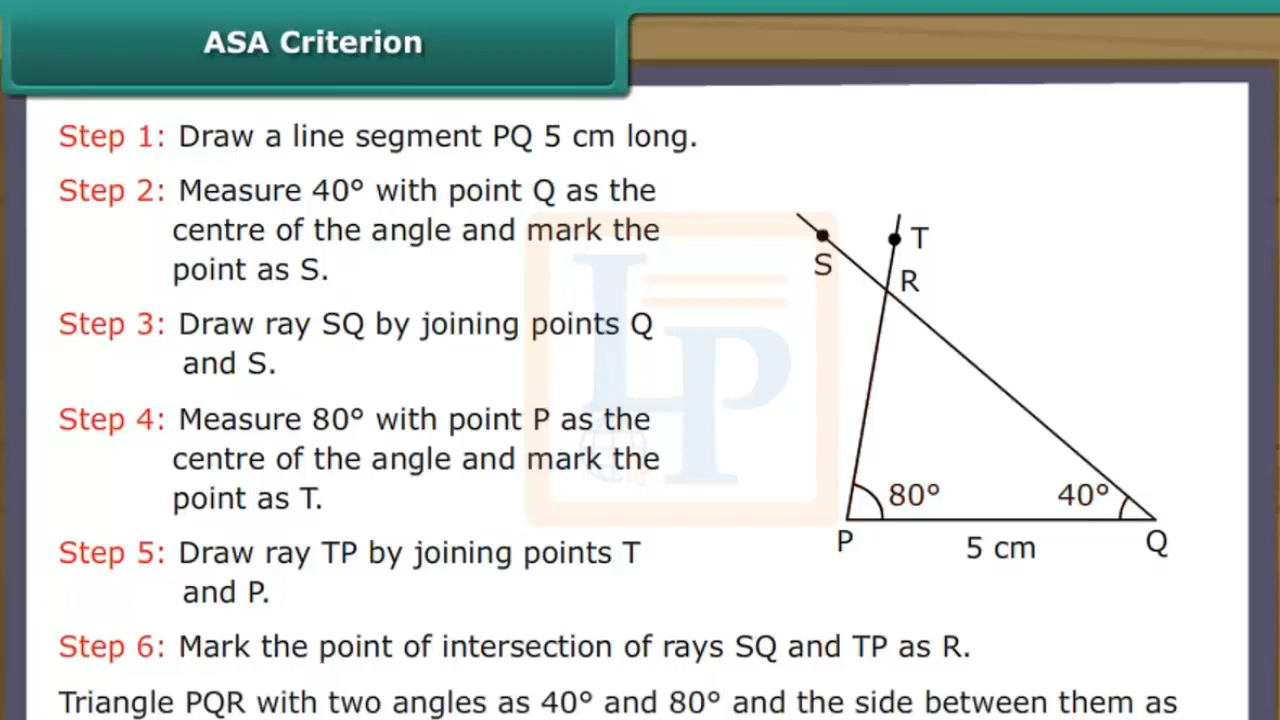 ASA Criterion
Step 1: Draw a line segment PQ 5 cm long.
Step 2: Measure 40° with point Q as the
centre of the angle and mark the
point as S.
Step 3: Draw ray SQ by joining points Q
and S.
Step 4: Measure 80° with point P as the
centre of the angle and mark the
point as T.
Step 5: Draw ray TP by joining points T
and P.
Step 6: Mark the point of intersection of rays SQ and TP as R.
Triangle PQR with two angles as 40° and 80° and the side between them as
T
S
R
80°
40°
P
5 cm
Q
LP